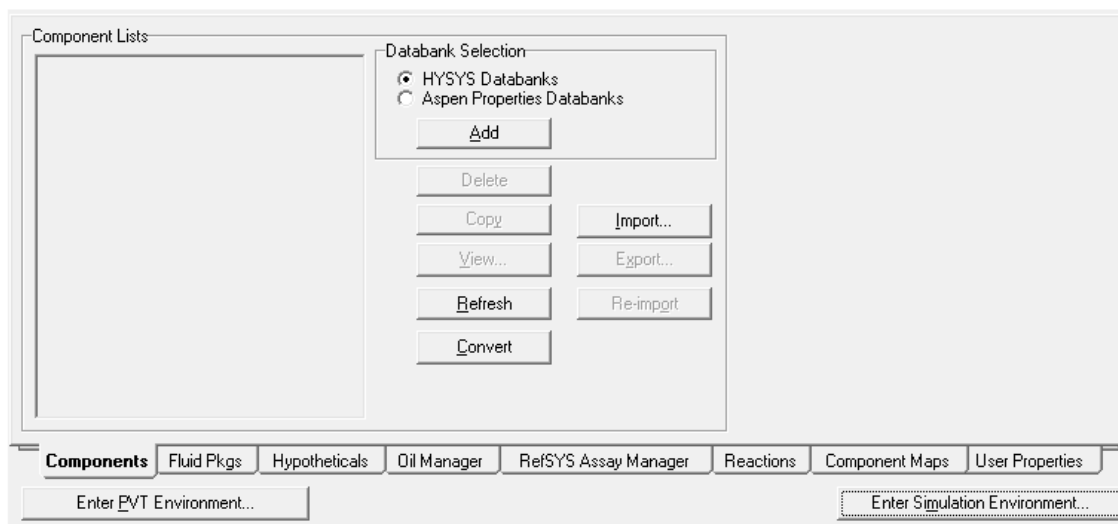 Component Lists
Databank Selection
HYSYS Databanks
Aspen Properties Databanks
Add
Delete
Copy Import...
View... Export...
Refresh Re-import
Convert
Components Fluid Pkgs Hypotheticals Oil Manager RefSYS Assay Manager Reactions Component Maps User Properties
Enter PVT Environment... Enter Simulation Environment...